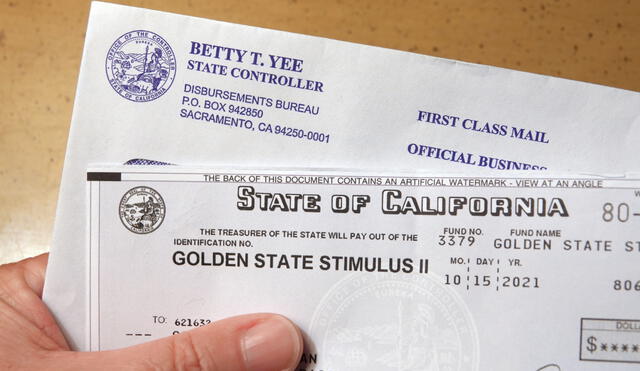 BETTY T. YEE
STATE CONTROLLER
DISBURSEMENTS BUREAU
P.O. BOX 942850
SACRAMENTO, CA 94250-0001
FIRST CLASS MAIL
OFFICIAL BUSINESS
THE BACK OF THIS DOCUMENT CONTAINS AN ARTIFICIAL WATERMARK - VIEW AT AN ANGLE
STATE OF CALIFORNIA
80-
THE TREASURER OF THE STATE WILL PAY OUT OF THE
IDENTIFICATION NO.
FUND NO. FUND NAME
3379 GOLDEN STATE ST
GOLDEN STATE STIMULUS II
MO. DAY YR.
10 15 2021
806
TO: 621632
DOLL
$****